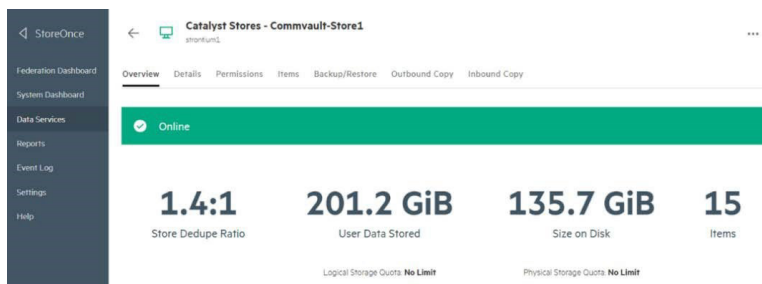 StoreOnce
Federation Dashboard
System Dashboard
Data Services
Reports
Event Log
Settings
Help
Catalyst Stores - Commvault-Store1
strontium1
Overview Details Permissions Items Backup/Restore Outbound Copy Inbound Copy
Online
1.4:1 201.2 GiB 135.7 GiB 15
Store Dedupe Ratio User Data Stored Size on Disk Items
Logical Storage Quota: No Limit Physical Storage Quota: No Limit